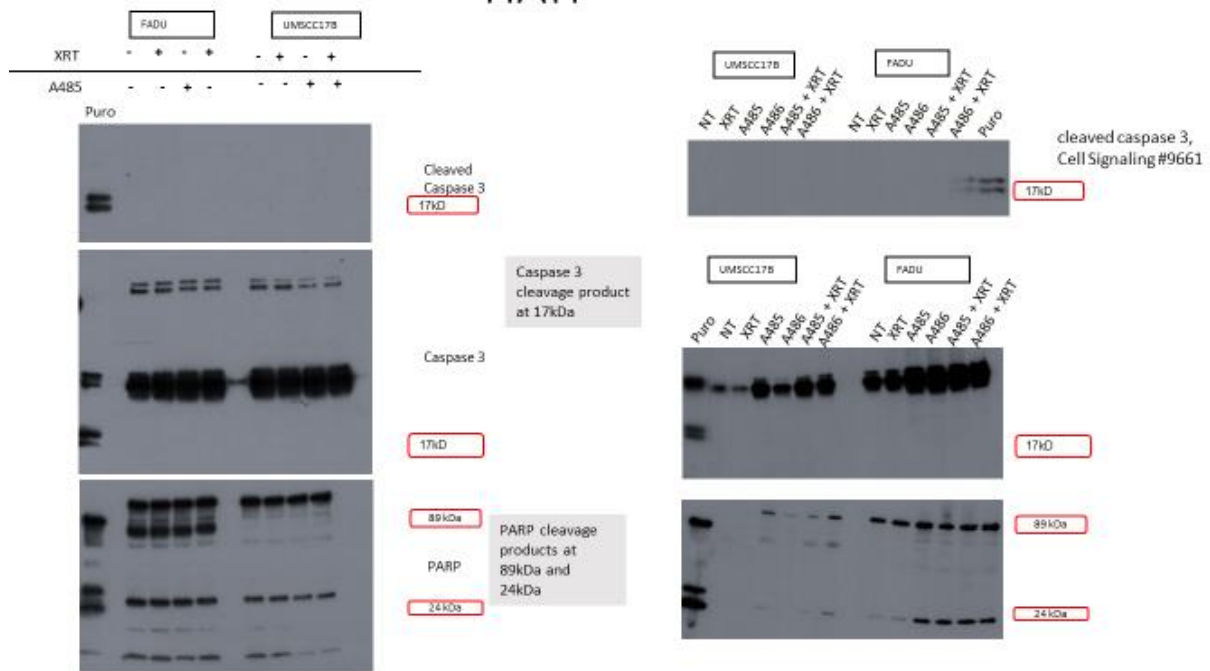 FADU UMSCC17B
XRT - + - + - + - +
A485 - - + - - - + +
Puro
Cleaved
Caspase 3
17kD
Caspase 3
cleavage product
at 17kDa
Caspase 3
17kD
89kDa
PARP
24kDa
PARP cleavage
products at
89kDa and
24kDa
UMSCC17B FADU
NT XRT A485 A486 A485 + XRT A486 + XRT NT XRT A485 A486 A485 + XRT A486 + XRT Puro
cleaved caspase 3,
Cell Signaling #9661
17kD
UMSCC17B FADU
Puro NT XRT A485 A486 A485 + XRT A486 + XRT NT XRT A485 A486 A485 + XRT A486 + XRT
17kD
89kDa
24kDa